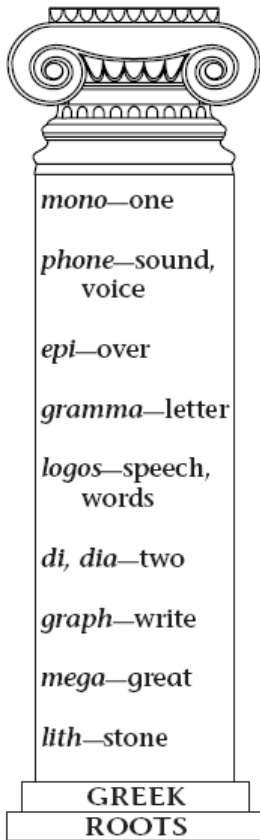 mono—one
phone—sound,
voice
epi—over
gramma—letter
logos—speech,
words
di, dia—two
graph—write
mega—great
lith—stone
GREEK
ROOTS